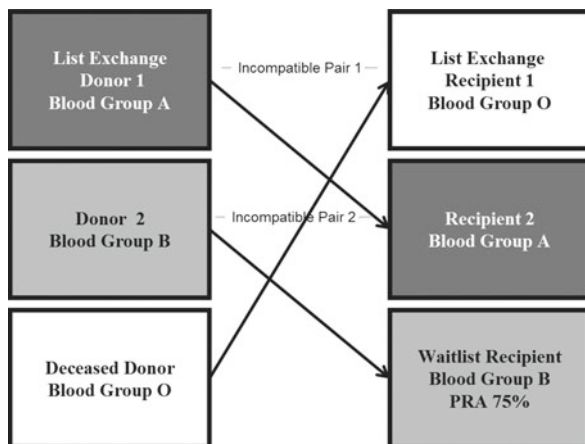 List Exchange
Donor 1
Blood Group A
Incompatible Pair 1
List Exchange
Recipient 1
Blood Group O
Donor 2
Blood Group B
Incompatible Pair 2
Recipient 2
Blood Group A
Deceased Donor
Blood Group O
Waitlist Recipient
Blood Group B
PRA 75%